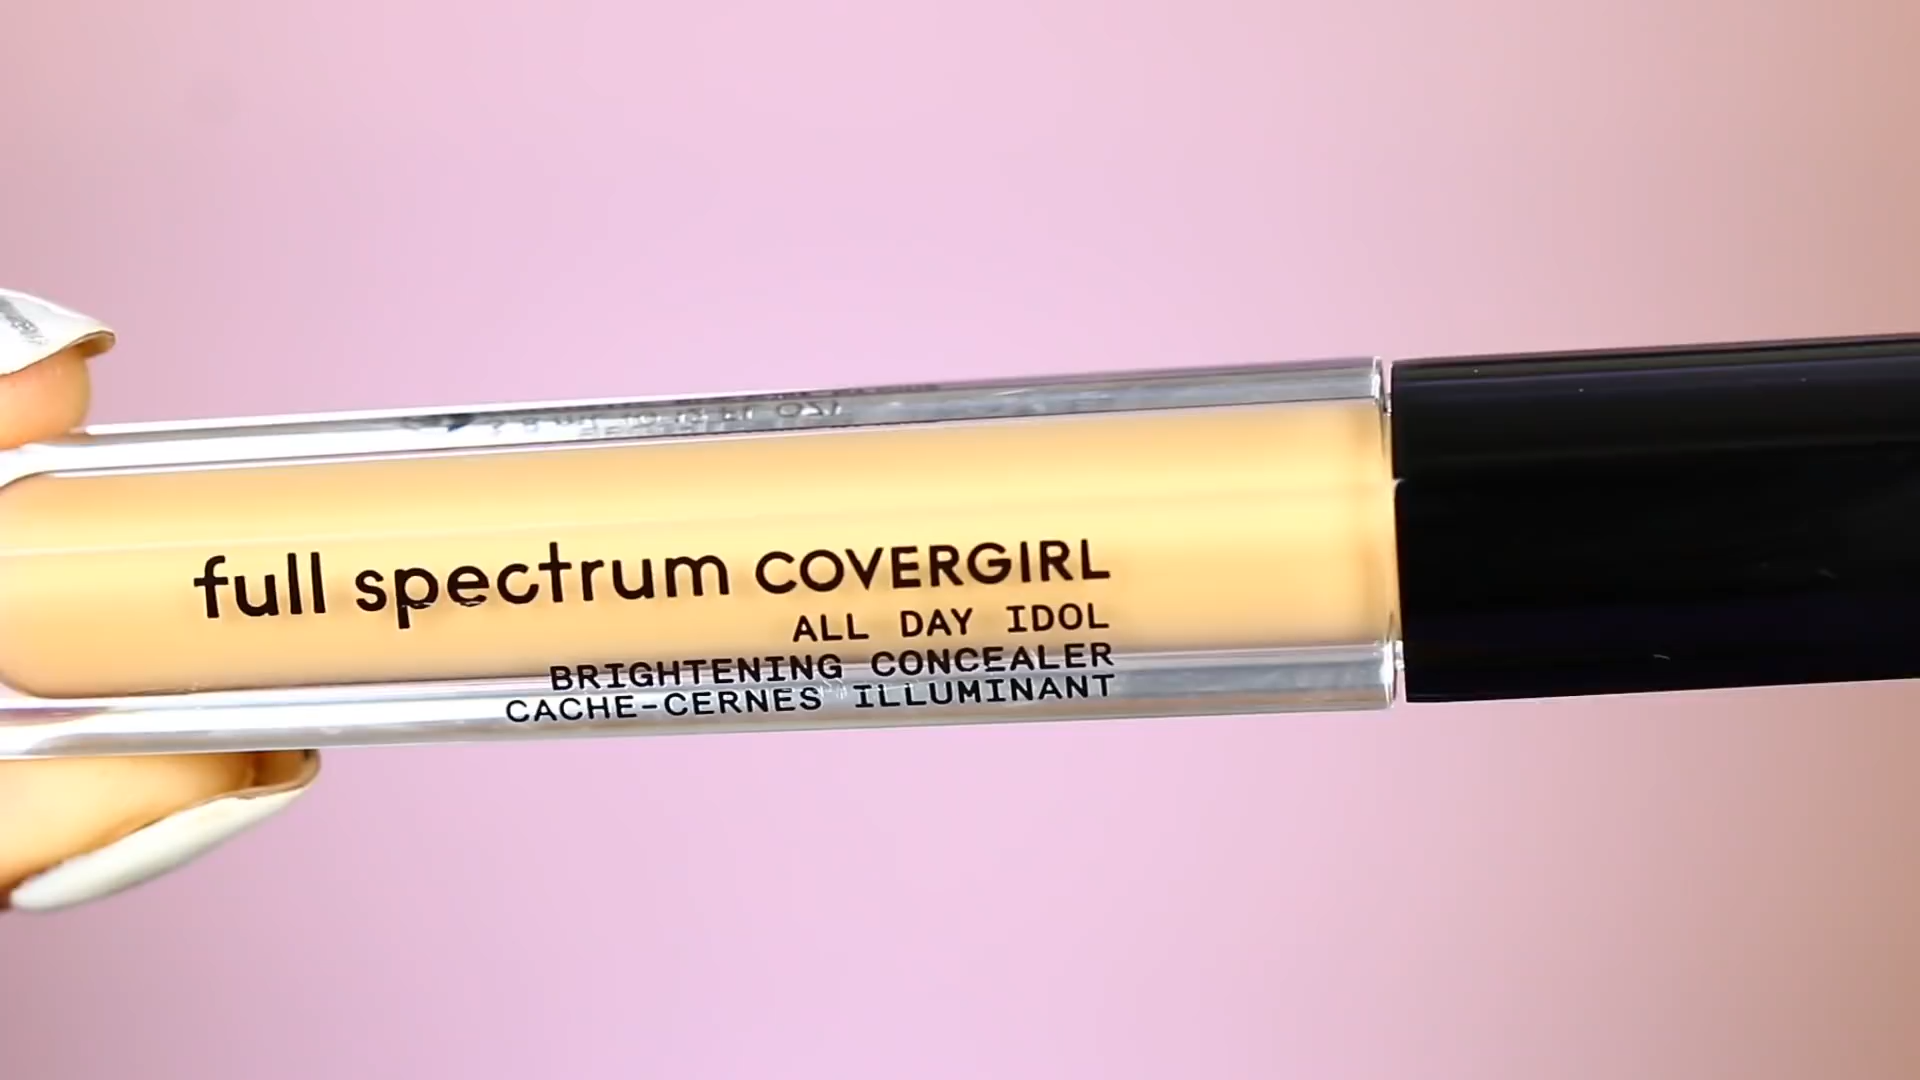 full spectrum COVERGIRL
ALL DAY IDOL
BRIGHTENING CONCEALER
CACHE-CERNES ILLUMINANT